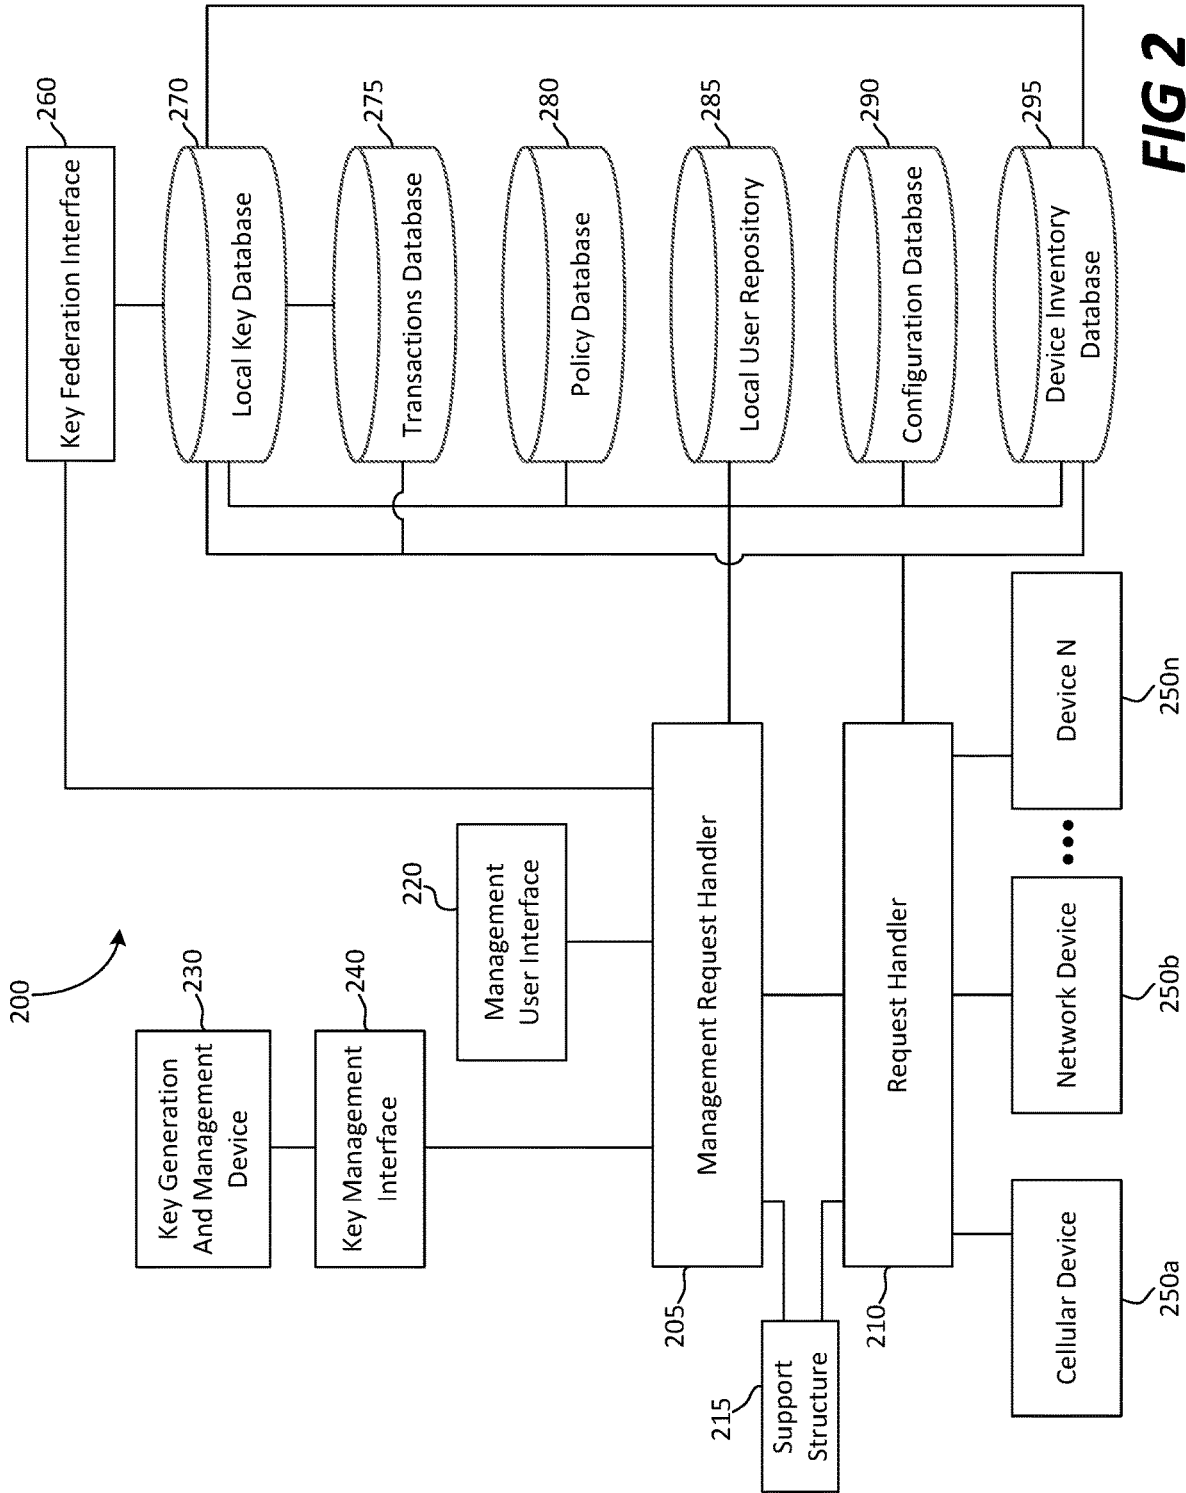 200
230
Key Generation
And Management
Device
240
Key Management
Interface
220
Management
User Interface
260
Key Federation Interface
270
Local Key Database
275
Transactions Database
280
Policy Database
285
Local User Repository
290
Configuration Database
295
Device Inventory
Database
205
Management Request Handler
215
Support
Structure
210
Request Handler
Cellular Device
250a
Network Device
250b
•••
Device N
250n
FIG 2